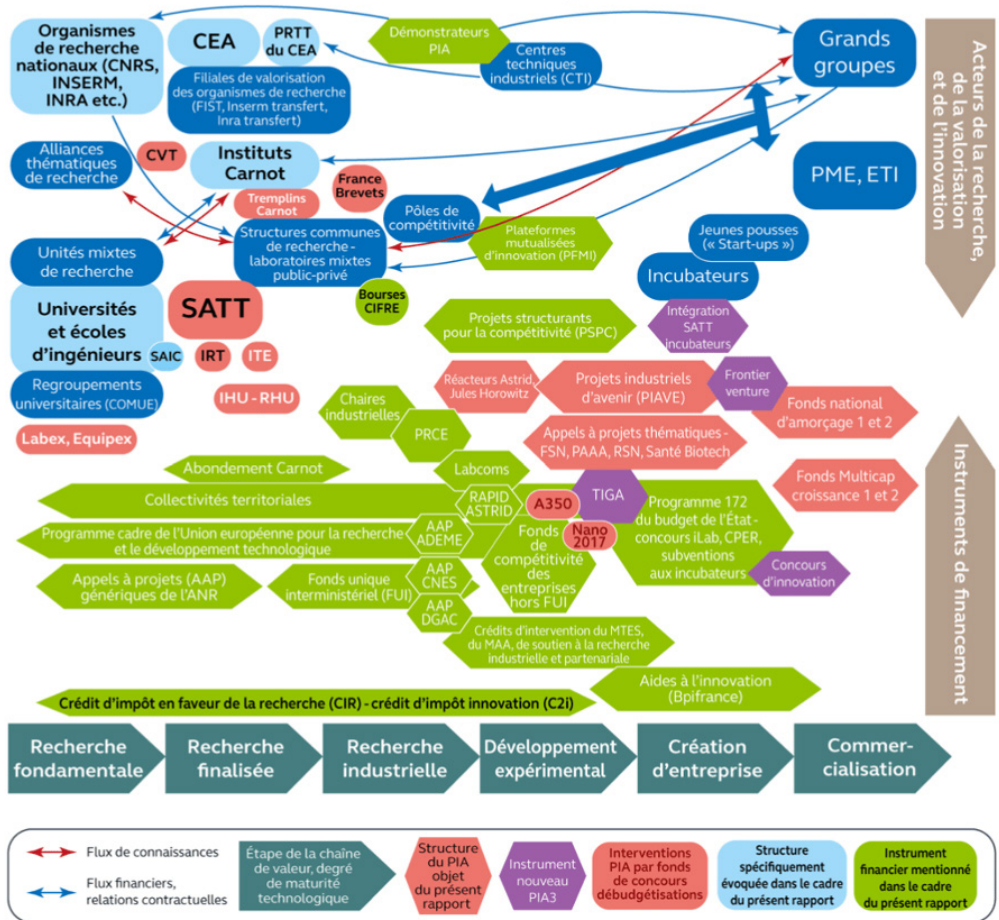 Organismes
de recherche
nationaux (CNRS,
INSERM,
INRA etc.)
CEA
PRTT
du CEA
Démonstrateurs
PIA
Centres
techniques
industriels (CTI)
Grands
groupes
Filiales de valorisation
des organismes de recherche
(FIST, Inserm transfert,
Inra transfert)
Alliances
thématiques
de recherche
CVT
Instituts
Carnot
Tremplins
Carnot
France
Brevets
Pôles de
compétitivité
PME, ETI
Structures communes
de recherche -
laboratoires mixtes
public-privé
Plateformes
mutualisées
d'innovation (PFMI)
Jeunes pousses
(« Start-ups »)
Incubateurs
Unités mixtes
de recherche
Universités
et écoles
d'ingénieurs
SAIC
SATT
IRT
ITE
Bourses
CIFRE
Projets structurants
pour la compétitivité (PSPC)
Intégration
SATT
incubateurs
Regroupements
universitaires (COMUE)
IHU - RHU
Labex, Equipex
Chaires
industrielles
PRCE
Réacteurs Astrid,
Jules Horowitz
Projets industriels
d'avenir (PIAVE)
Frontier
venture
Fonds national
d'amorçage 1 et 2
Appels à projets thématiques -
FSN, PAAA, RSN, Santé Biotech
Abondement Carnot
Labcoms
Fonds Multicap
croissance 1 et 2
Collectivités territoriales
RAPID
ASTRID
A350
TIGA
Nano
2017
Programme 172
du budget de l'État -
concours iLab, CPER,
subventions
aux incubateurs
Programme cadre de l'Union européenne pour la recherche
et le développement technologique
AAP
ADEME
Fonds
de
compétitivité
des
entreprises
hors FUI
Appels à projets (AAP)
génériques de l'ANR
Fonds unique
interministériel (FUI)
AAP
CNES
AAP
DGAC
Concours
d'innovation
Crédits d'intervention du MTES,
du MAA, de soutien à la recherche
industrielle et partenariale
Aides à l'innovation
(Bpifrance)
Crédit d'impôt en faveur de la recherche (CIR) - crédit d'impôt innovation (C2i)
Acteurs de la recherche,
de la valorisation
et de l'innovation
Instruments de financement
Recherche
fondamentale
Recherche
finalisée
Recherche
industrielle
Développement
expérimental
Création
d'entreprise
Commer-
cialisation
Flux de connaissances
Flux financiers,
relations contractuelles
Étape de la chaîne
de valeur, degré
de maturité
technologique
Structure
du PIA
objet
du présent
rapport
Instrument
nouveau
PIA3
Interventions
PIA par fonds
de concours
débudgétisations
Structure
spécifiquement
évoquée dans le cadre
du présent rapport
Instrument
financier mentionné
dans le cadre
du présent rapport